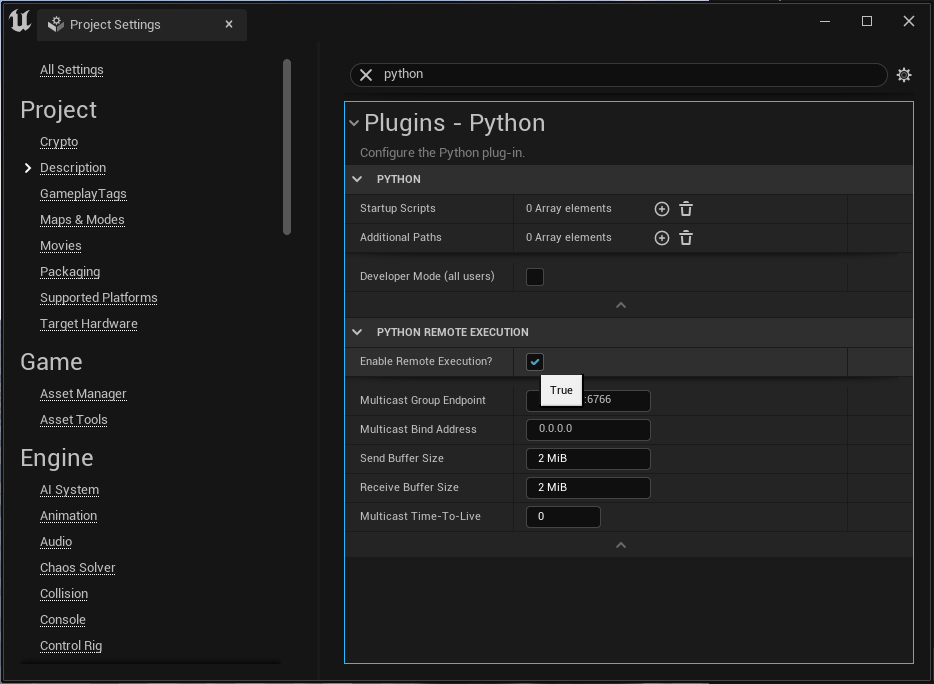 Project Settings
All Settings
Project
Crypto
Description
GameplayTags
Maps & Modes
Movies
Packaging
Supported Platforms
Target Hardware
Game
Asset Manager
Asset Tools
Engine
AI System
Animation
Audio
Chaos Solver
Collision
Console
Control Rig
python
Plugins - Python
Configure the Python plug-in.
PYTHON
Startup Scripts 0 Array elements
Additional Paths 0 Array elements
Developer Mode (all users)
PYTHON REMOTE EXECUTION
Enable Remote Execution?
True
Multicast Group Endpoint :6766
Multicast Bind Address 0.0.0.0
Send Buffer Size 2 MiB
Receive Buffer Size 2 MiB
Multicast Time-To-Live 0